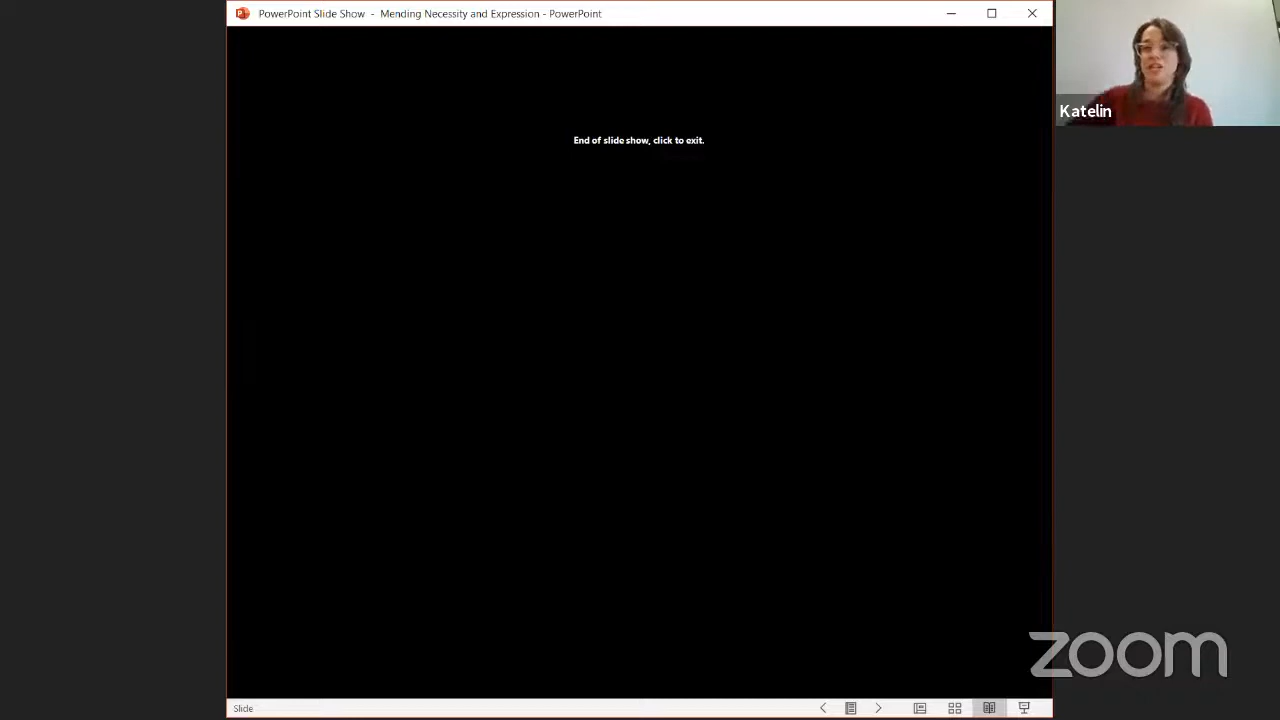 PowerPoint Slide Show - Mending Necessity and Expression - PowerPoint
Katelin
End of slide show, click to exit.
zoom
Slide